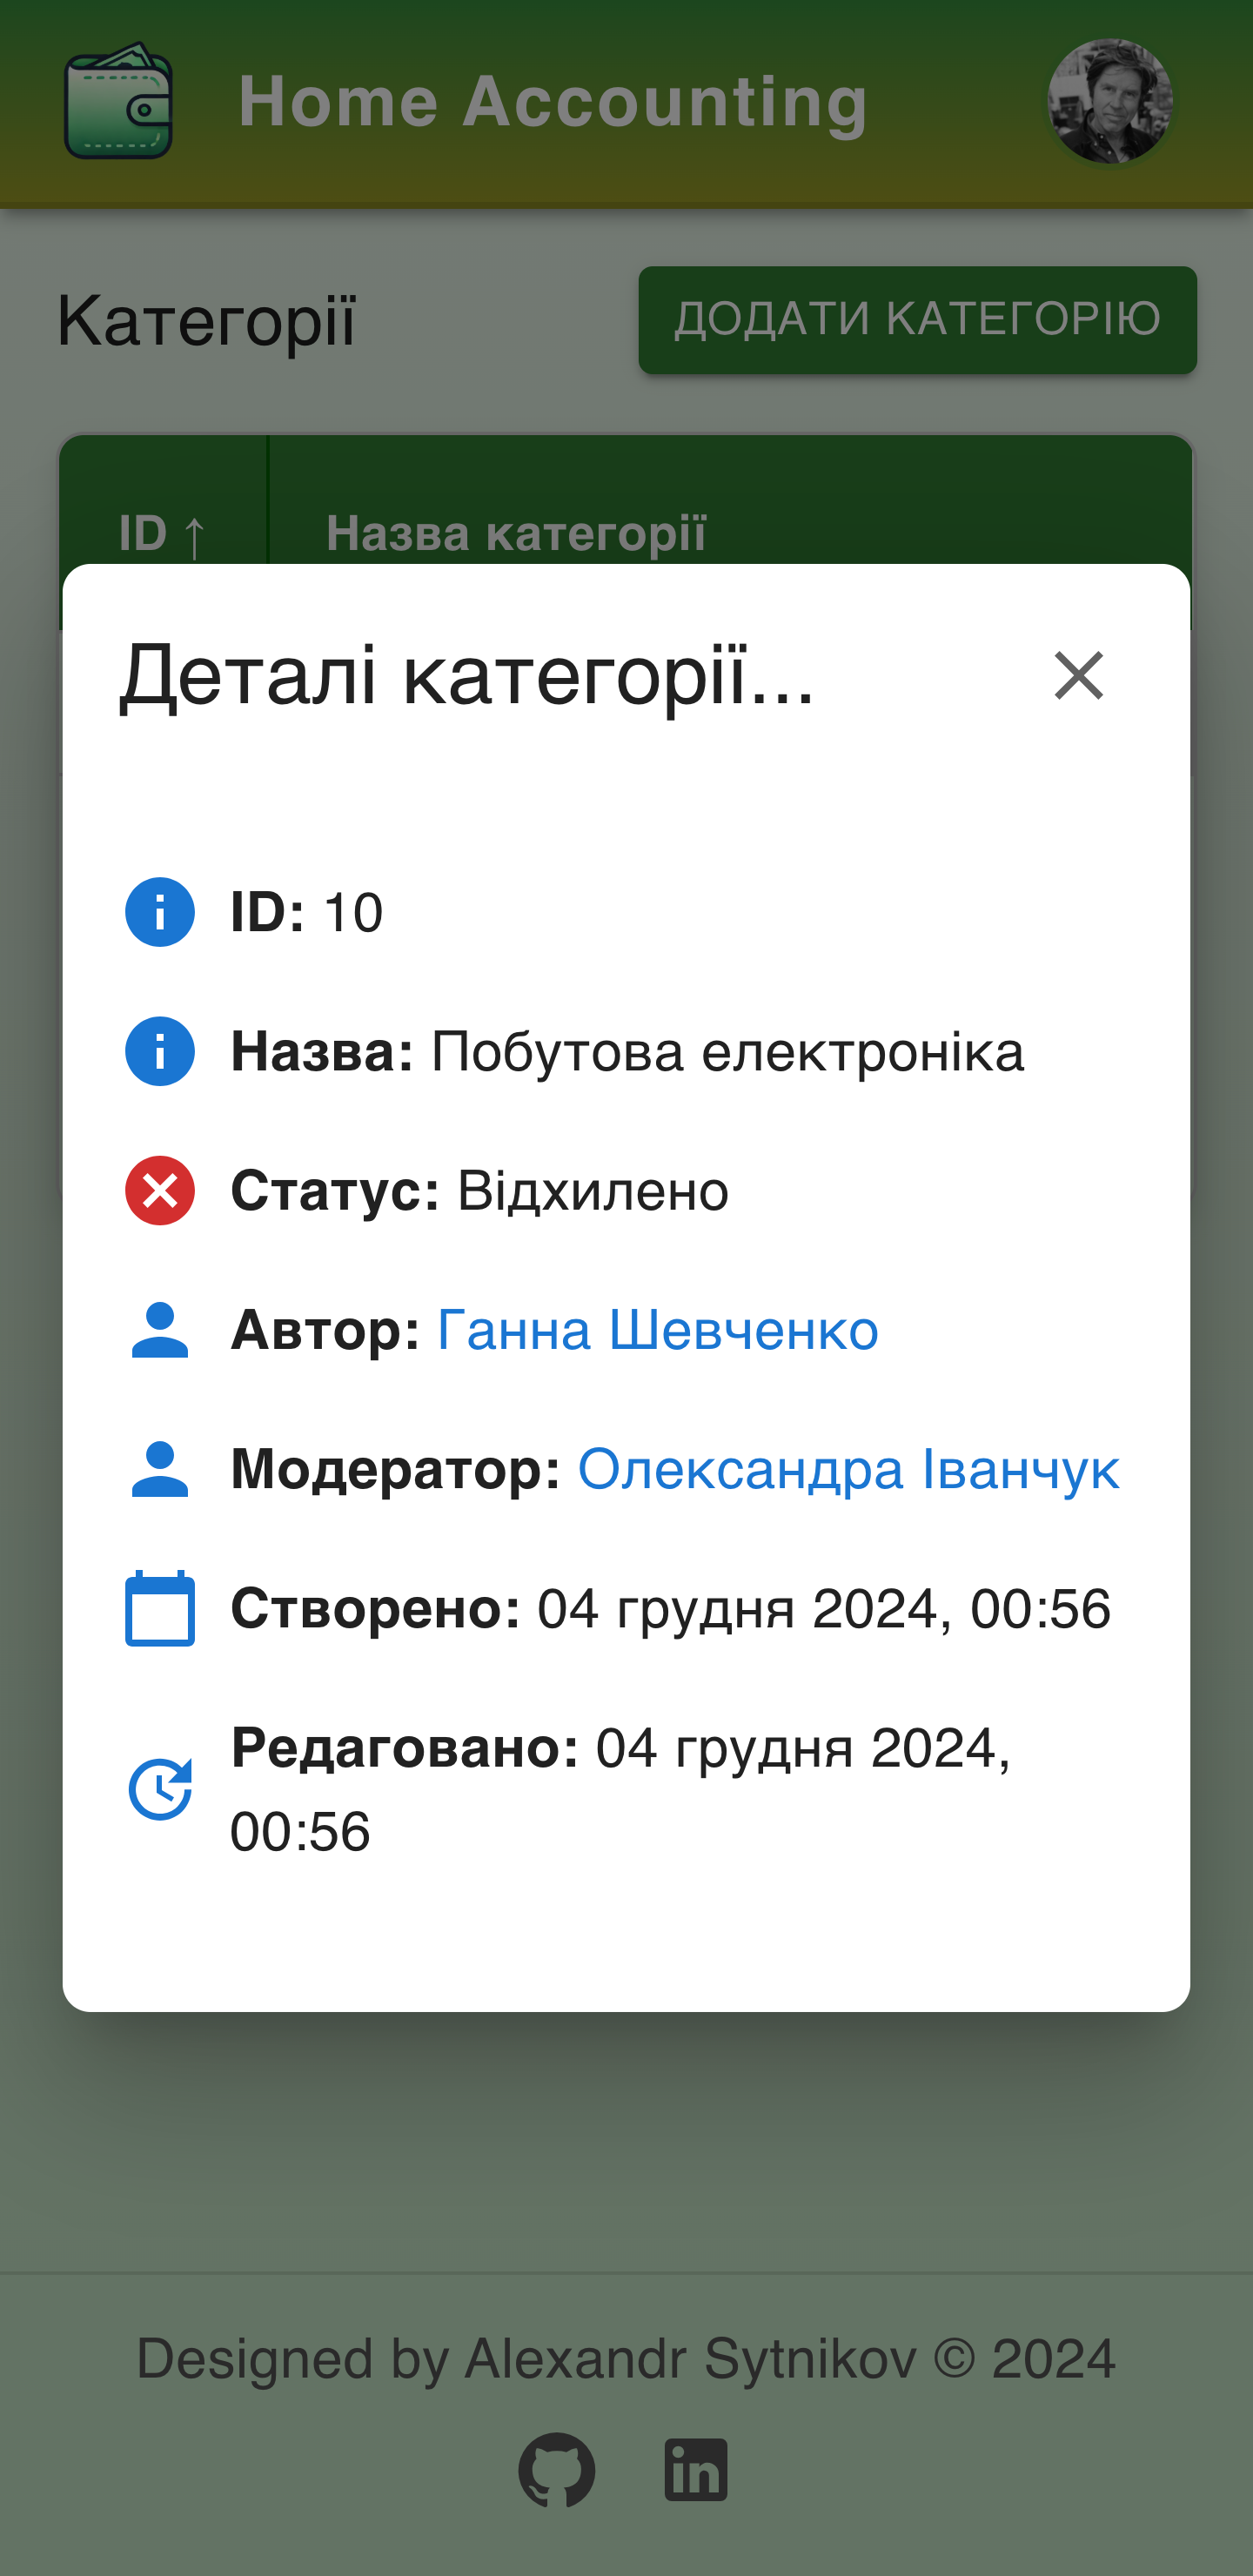 Home Accounting
Категорії
ДОДАТИ КАТЕГОРІЮ
ID ↑
Назва категорії
Деталі категорії...
ID: 10
Назва: Побутова електроніка
Статус: Відхилено
Автор: Ганна Шевченко
Модератор: Олександра Іванчук
Створено: 04 грудня 2024, 00:56
Редаговано: 04 грудня 2024,
00:56
Designed by Alexandr Sytnikov © 2024